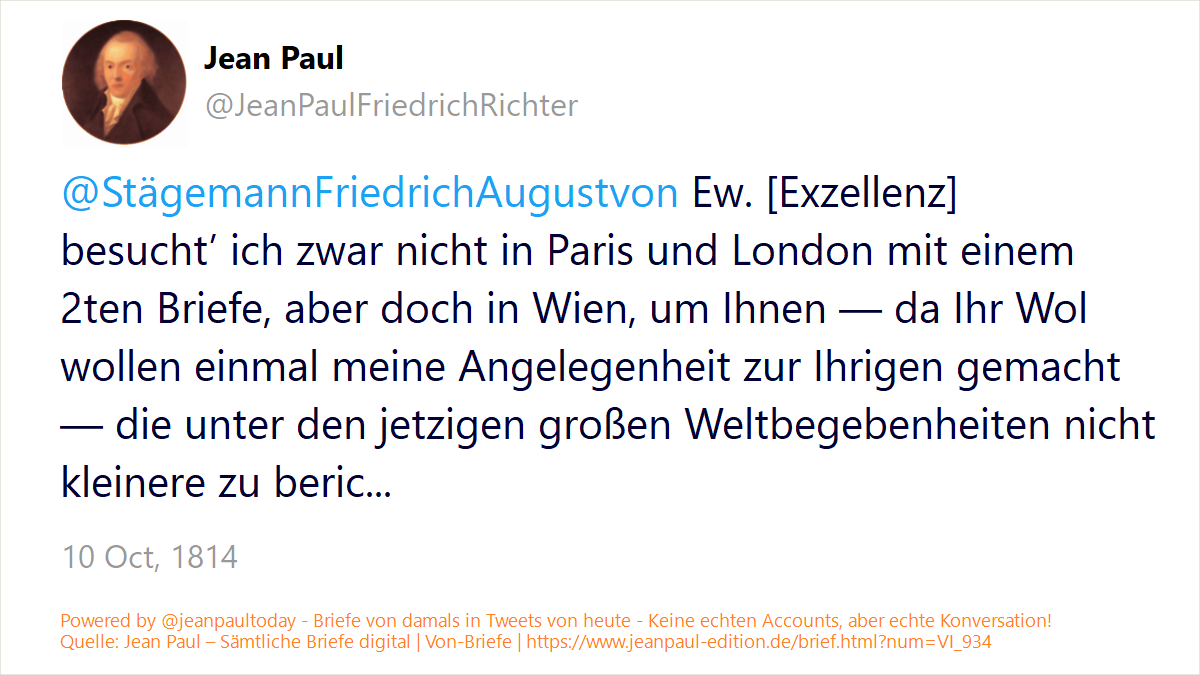 Jean Paul
@JeanPaulFriedrichRichter
@StägemannFriedrichAugustvon Ew. [Exzellenz]
besucht’ ich zwar nicht in Paris und London mit einem
2ten Briefe, aber doch in Wien, um Ihnen — da Ihr Wol
wollen einmal meine Angelegenheit zur Ihrigen gemacht
— die unter den jetzigen großen Weltbegebenheiten nicht
kleinere zu beric...
10 Oct, 1814
Powered by @jeanpaultoday - Briefe von damals in Tweets von heute - Keine echten Accounts, aber echte Konversation!
Quelle: Jean Paul – Sämtliche Briefe digital | Von-Briefe | https://www.jeanpaul-edition.de/brief.html?num=VI_934